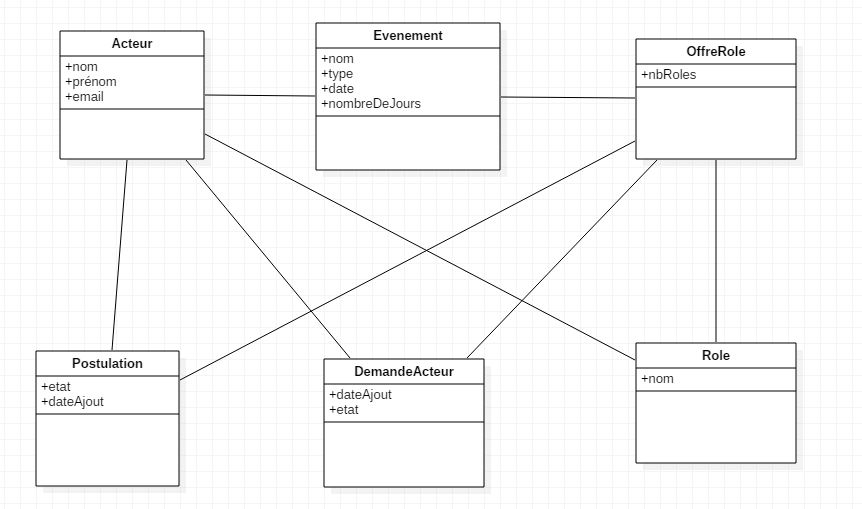 Acteur
+nom
+prénom
+email
Evenement
+nom
+type
+date
+nombreDeJours
OffreRole
+nbRoles
Postulation
+etat
+dateAjout
DemandeActeur
+dateAjout
+etat
Role
+nom